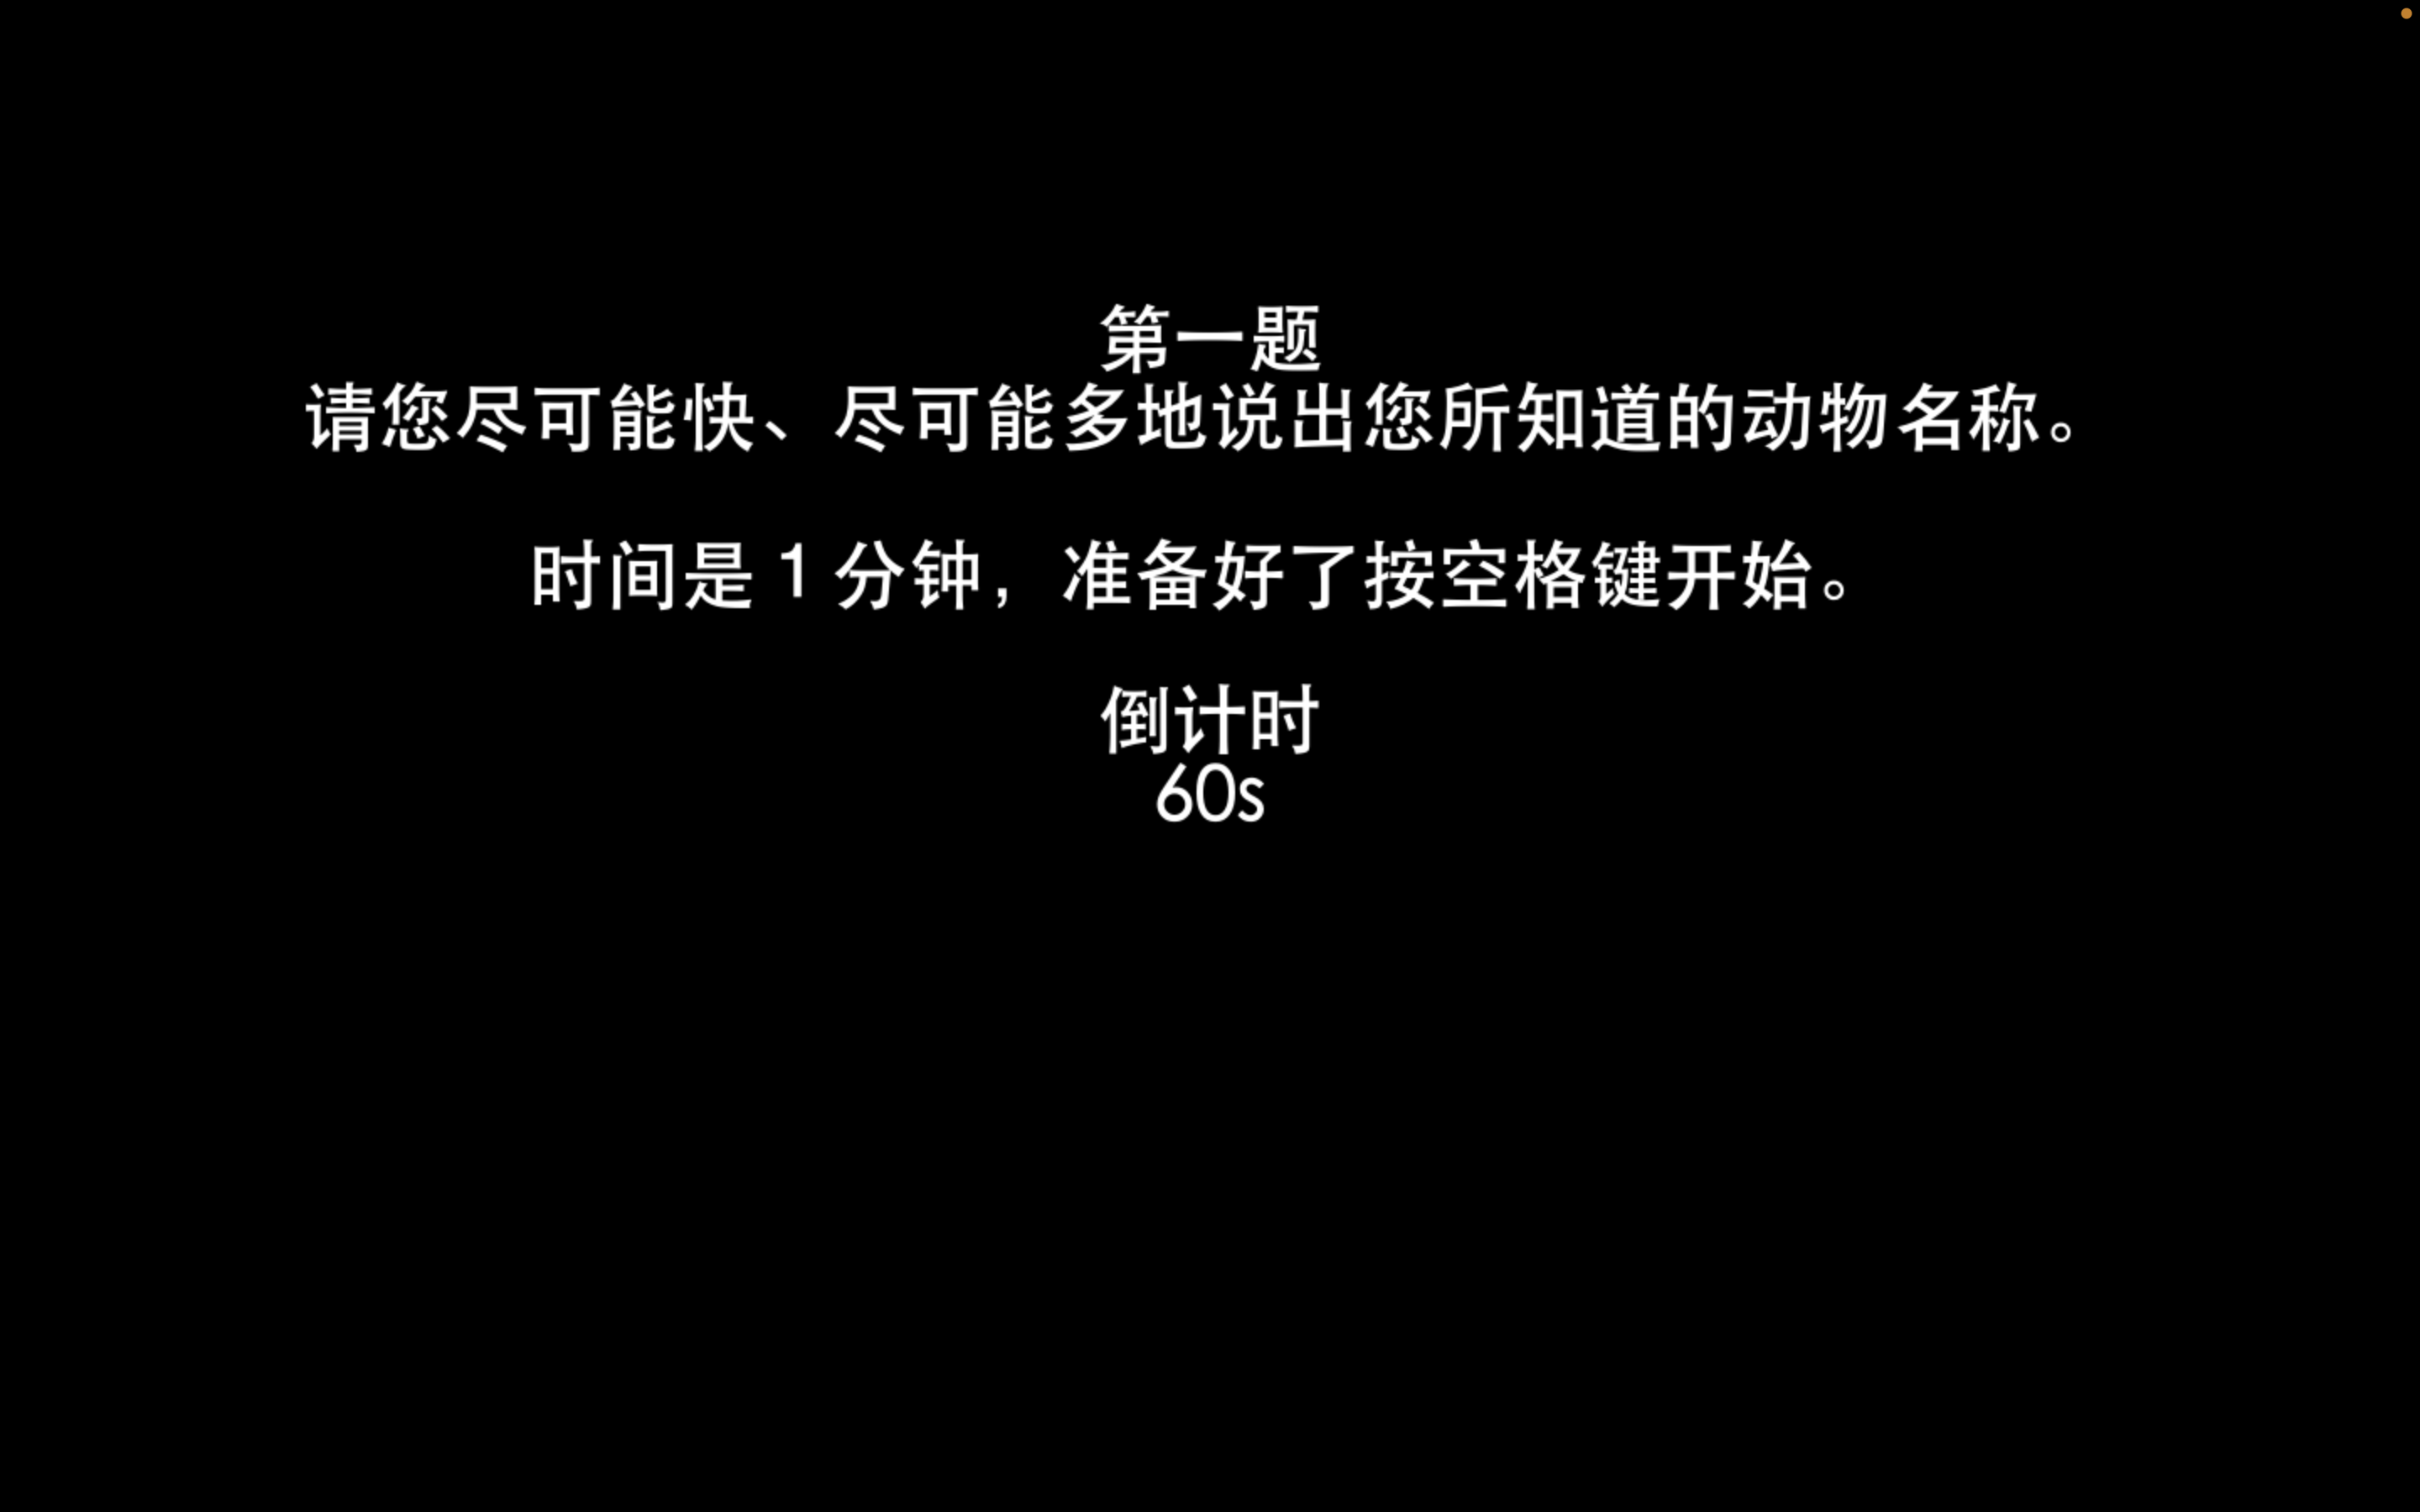 第一题
请您尽可能快、尽可能多地说出您所知道的动物名称。
时间是1分钟，准备好了按空格键开始。
倒计时
60s